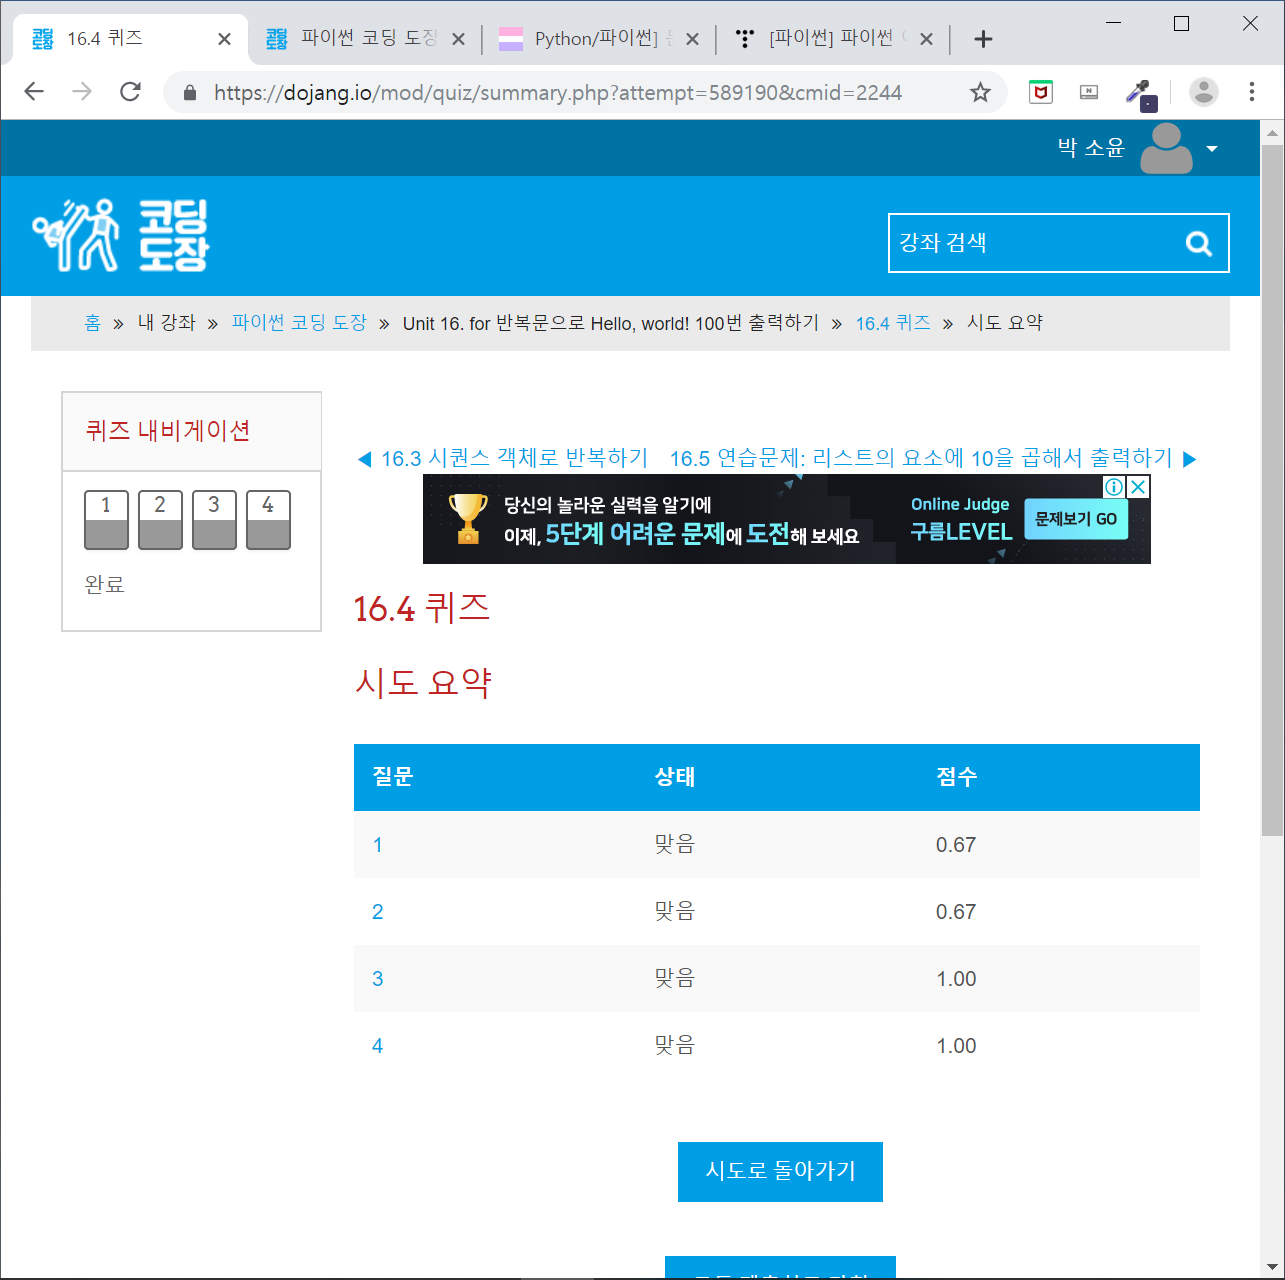 16.4 퀴즈
파이썬 코딩 도장
Python/파이썬]
[파이썬] 파이썬
https://dojang.io/mod/quiz/summary.php?attempt=589190&cmid=2244
박 소윤
코딩
도장
강좌 검색
홈 » 내 강좌 » 파이썬 코딩 도장 » Unit 16. for 반복문으로 Hello, world! 100번 출력하기 » 16.4 퀴즈 » 시도 요약
퀴즈 내비게이션
1 2 3 4
완료
◀ 16.3 시퀀스 객체로 반복하기 16.5 연습문제: 리스트의 요소에 10을 곱해서 출력하기 ▶
당신의 놀라운 실력을 알기에
이제, 5단계 어려운 문제에 도전해 보세요
Online Judge
구름LEVEL
문제보기 GO
16.4 퀴즈
시도 요약
질문 상태 점수
1 맞음 0.67
2 맞음 0.67
3 맞음 1.00
4 맞음 1.00
시도로 돌아가기